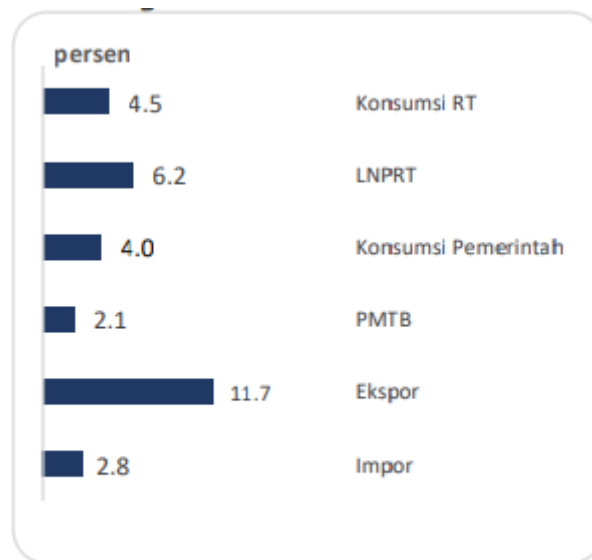 persen
4.5 Konsumsi RT
6.2 LNPRT
4.0 Konsumsi Pemerintah
2.1 PMTB
11.7 Ekspor
2.8 Impor